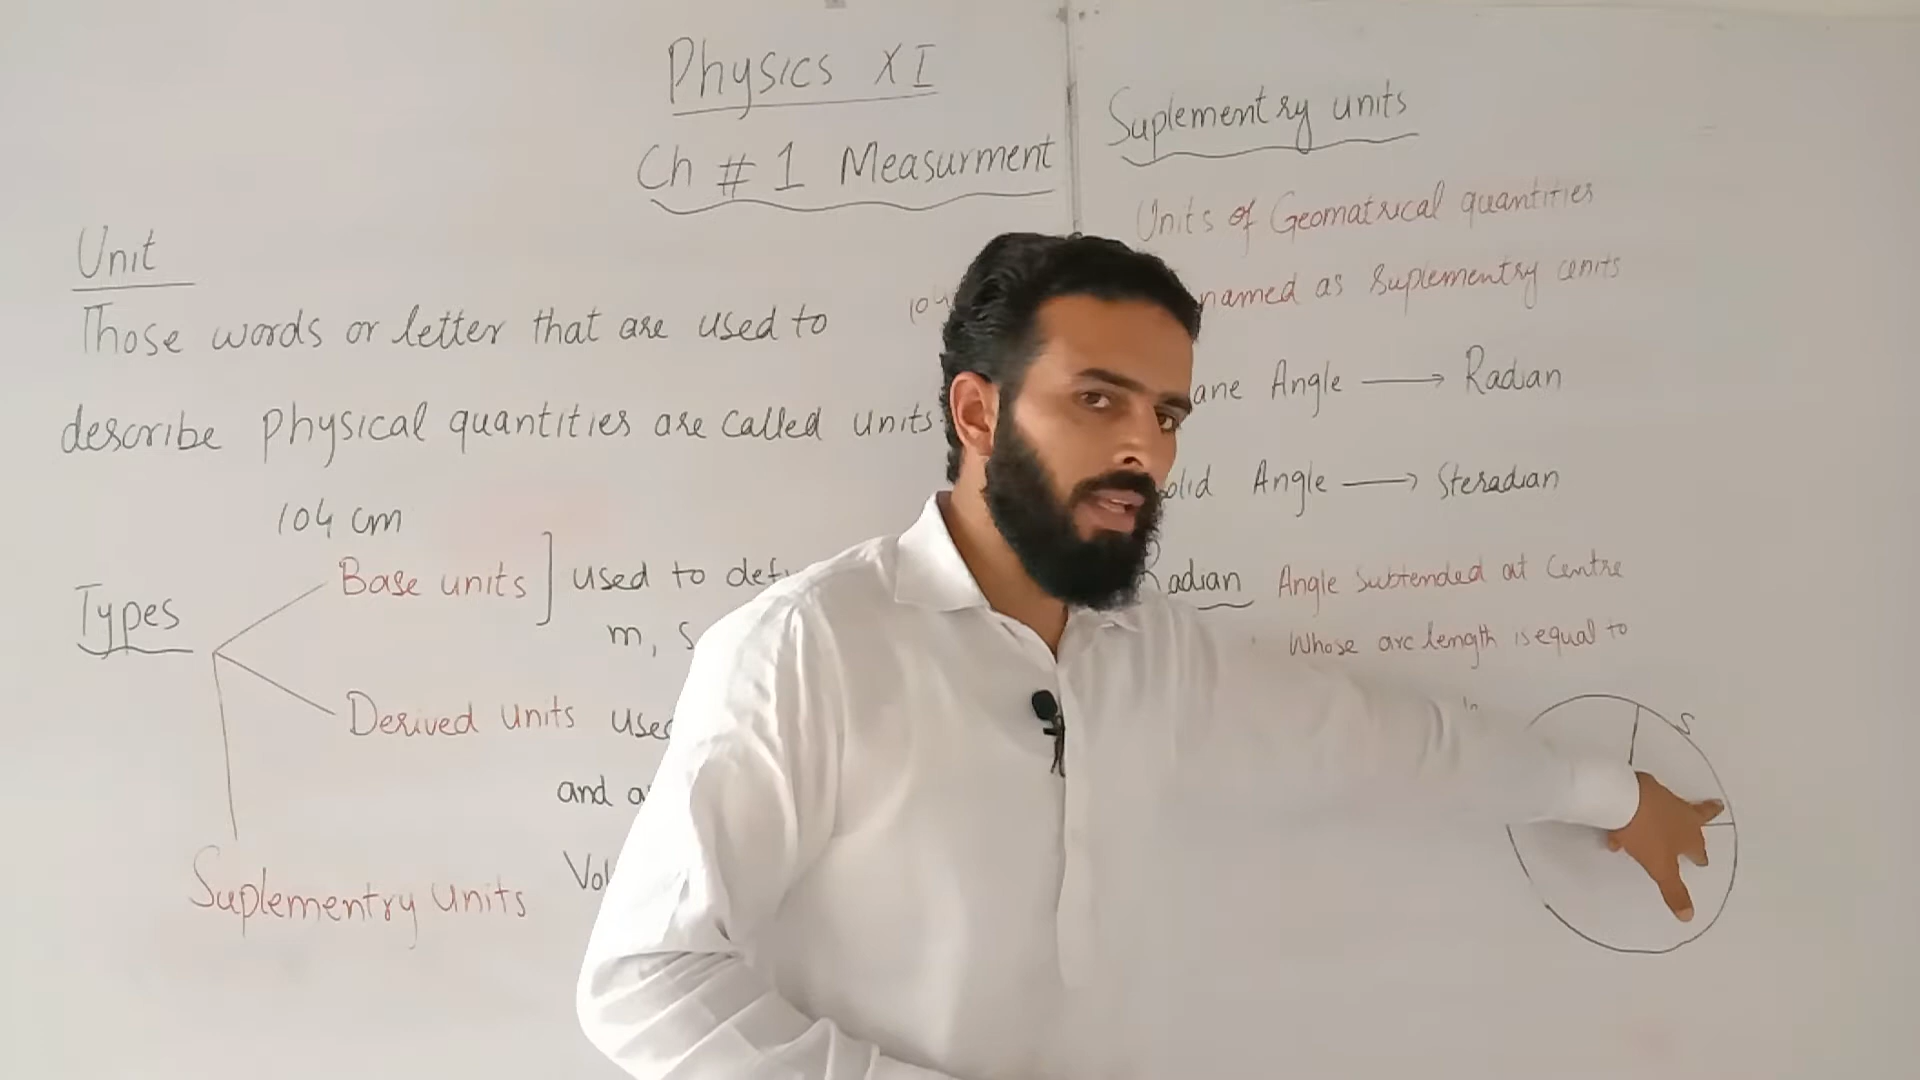 Physics XI
Ch # 1 Measurment
Unit
Those words or letter that are used to
describe physical quantities are called units.
104 cm
Types
Base units ] used to
m, S
Derived units
and
Suplementry units
Suplementry units
Units of Geomatrical quantities
named as Suplementry units
Angle → Radian
Angle → Steradian
Radian Angle Subtended at Centre
Whose arc length is equal to
S